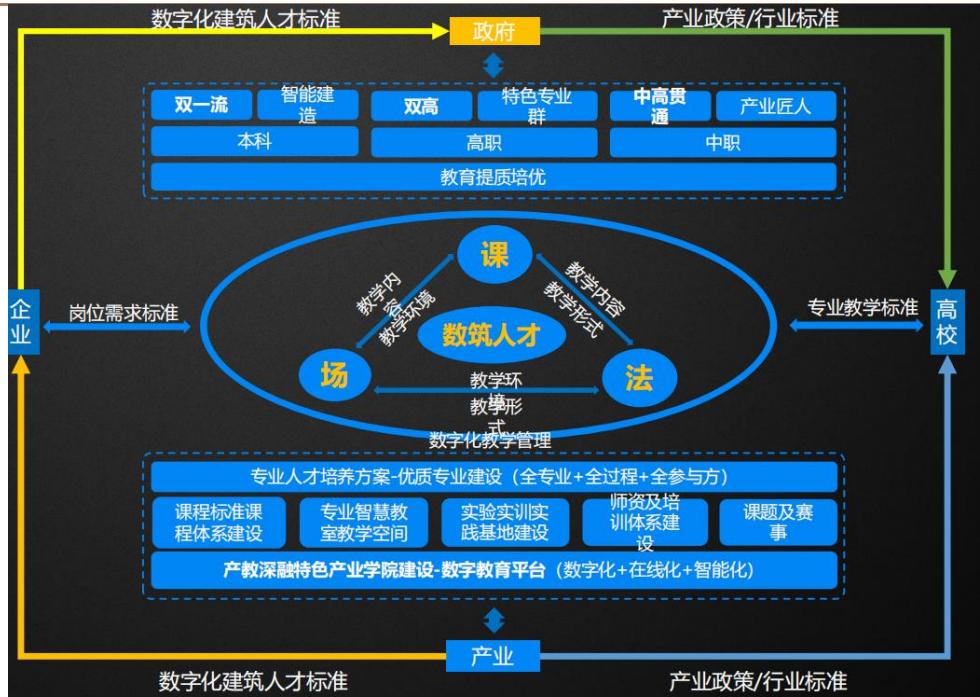 数字化建筑人才标准
产业政策/行业标准
政府
双一流
智能建
造
双高
特色专业
群
中高贯
通
产业匠人
本科
高职
中职
教育提质培优
课
教学内
容
教学环境
教学内容
教学形式
企
业
岗位需求标准
数筑人才
专业教学标准
高
校
场
法
教学环
境
教学形
式
数字化教学管理
专业人才培养方案-优质专业建设（全专业+全过程+全参与方）
课程标准课
程体系建设
专业智慧教
室教学空间
实验实训实
践基地建设
师资及培
训体系建
设
课题及赛
事
产教深融特色产业学院建设-数字教育平台（数字化+在线化+智能化）
产业
数字化建筑人才标准
产业政策/行业标准